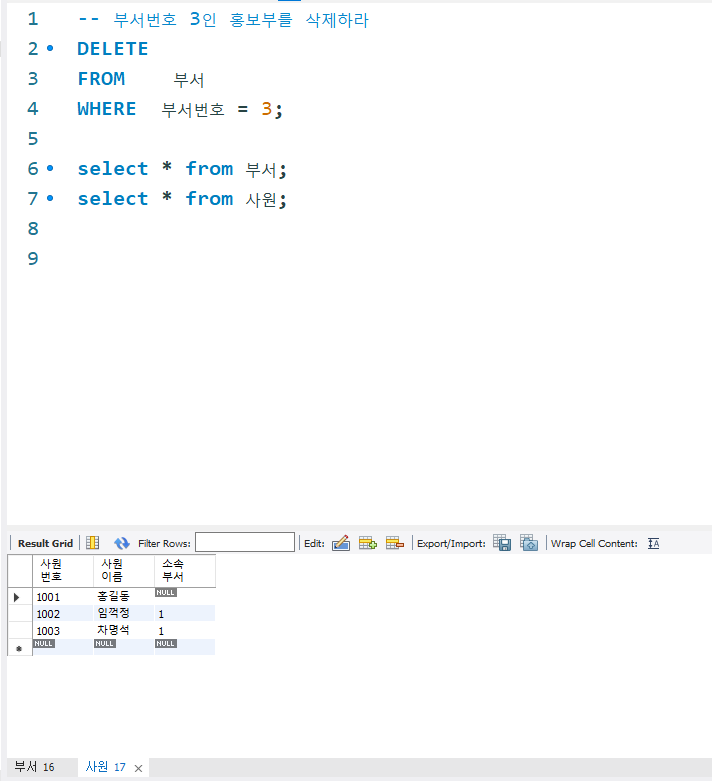 1 -- 부서번호 3인 홍보부를 삭제하라
2 DELETE
3 FROM 부서
4 WHERE 부서번호 = 3;
5
6 select * from 부서;
7 select * from 사원;
8
9
Result Grid Filter Rows: Edit: Export/Import: Wrap Cell Content: IA
사원 사원 소속
번호 이름 부서
1001 홍길동 NULL
1002 임꺽정 1
1003 차명석 1
NULL NULL NULL
부서 16 사원 17